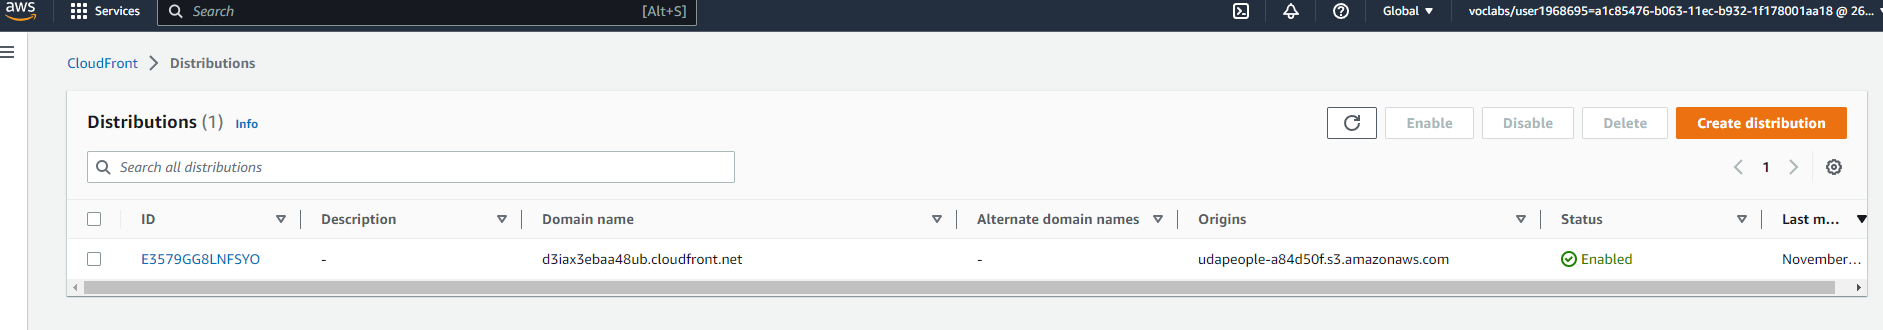 aws Services Search [Alt+S] Global voclabs/user1968695=a1c85476-b063-11ec-b932-1f178001aa18 @ 26...
CloudFront Distributions
Distributions (1) Info Enable Disable Delete Create distribution
Search all distributions 1
ID Description Domain name Alternate domain names Origins Status Last m...
E3579GG8LNFSYO - d3iax3ebaa48ub.cloudfront.net - udapeople-a84d50f.s3.amazonaws.com Enabled November...